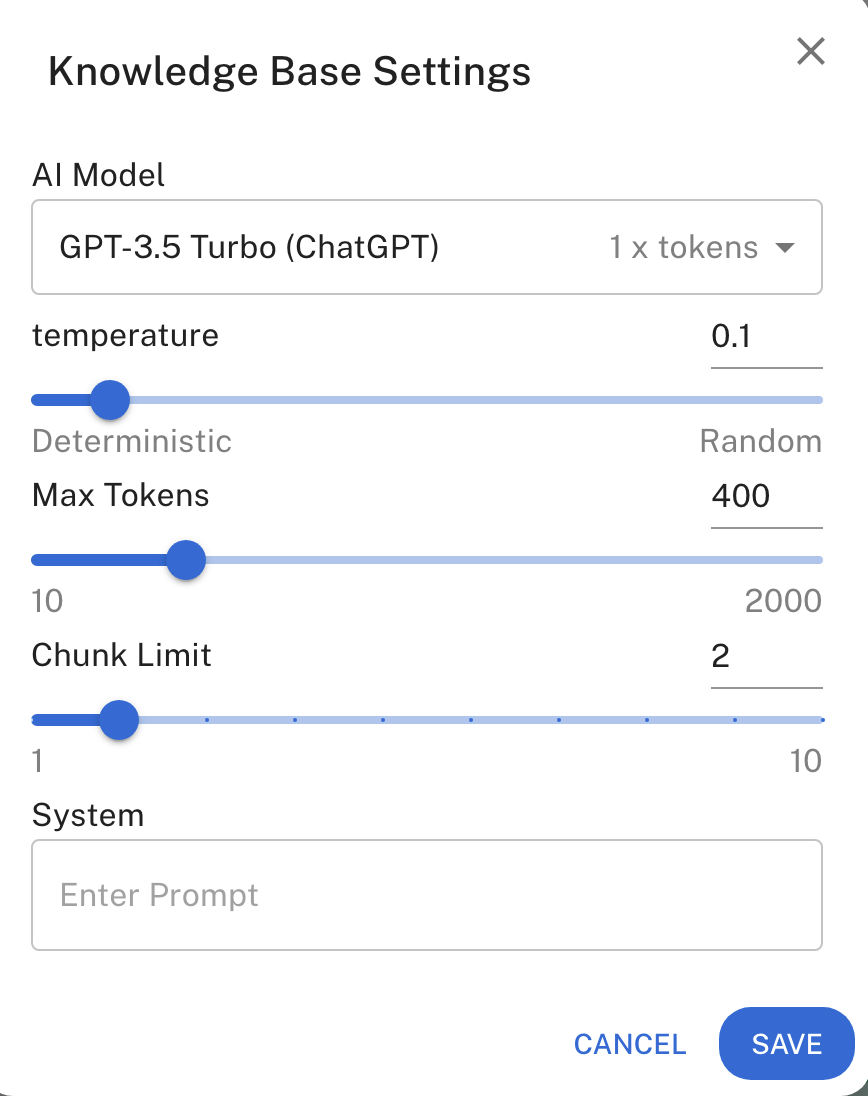 Knowledge Base Settings
AI Model
GPT-3.5 Turbo (ChatGPT) 1 x tokens
temperature 0.1
Deterministic Random
Max Tokens 400
10 2000
Chunk Limit 2
1 10
System
Enter Prompt
CANCEL SAVE